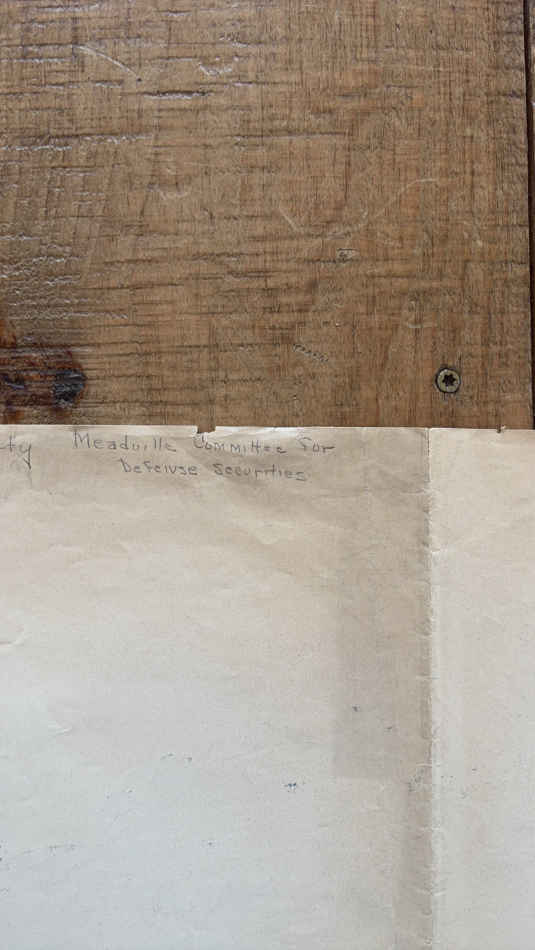 ty Meadville Committee For
Defense Securities